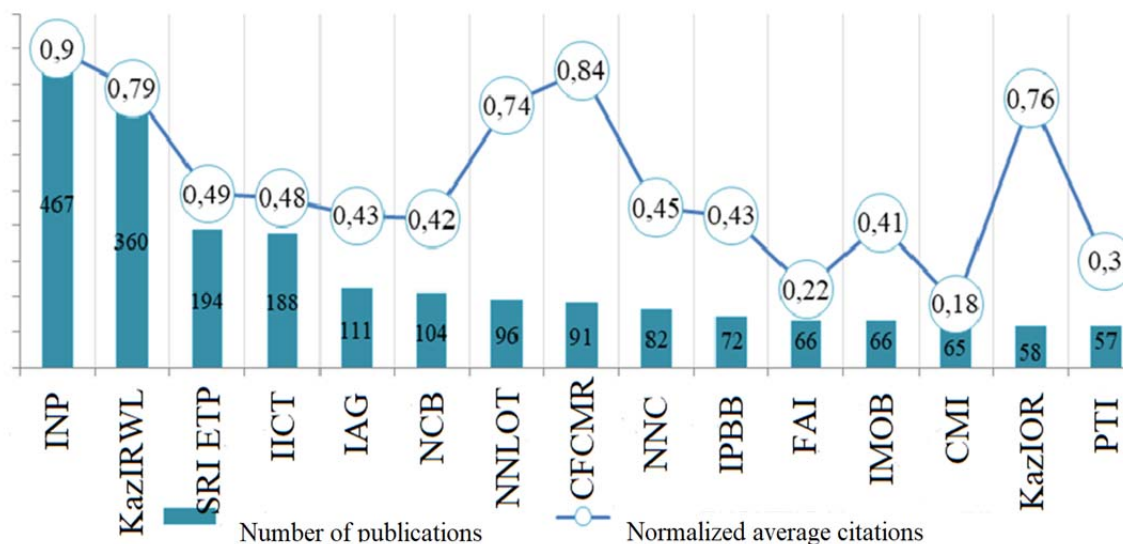 0,9
0,79
0,49
0,48
0,43
0,42
0,74
0,84
0,45
0,43
0,22
0,41
0,18
0,76
0,3
467
360
194
188
111
104
96
91
82
72
66
66
65
58
57
INP
KazIRWL
SRI ETP
IICT
IAG
NCB
NNLOT
CFCMR
NNC
IPBB
FAI
IMOB
CMI
KazIOR
PTI
Number of publications
Normalized average citations